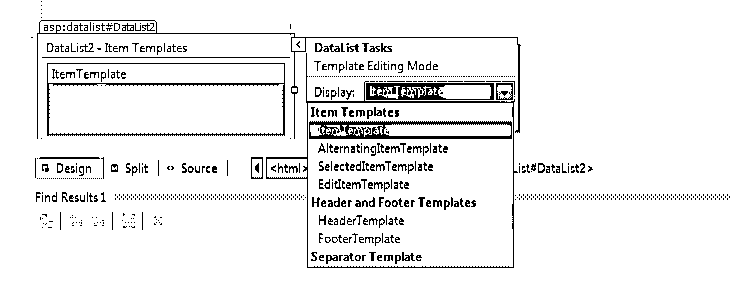 asp:datalist#DataList2
DataList2 - Item Templates
ItemTemplate
DataList Tasks
Template Editing Mode
Display: ItemTemplate
Item Templates
ItemTemplate
AlternatingItemTemplate
SelectedItemTemplate
EditItemTemplate
Header and Footer Templates
HeaderTemplate
FooterTemplate
Separator Template
Design Split Source <html> List#DataList2>
Find Results 1